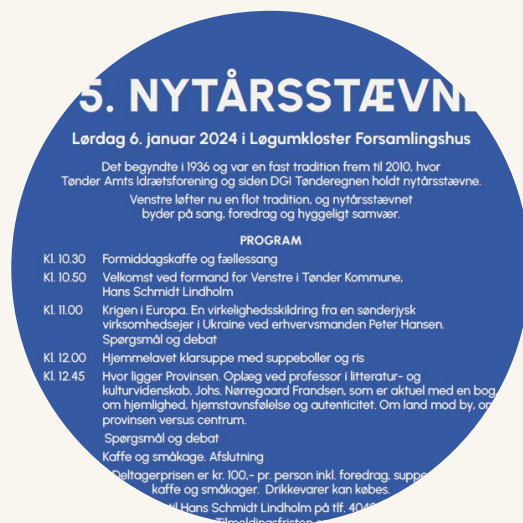 5. NYTÅRSSTÆVNE
Lørdag 6. januar 2024 i Løgumkloster Forsamlingshus
Det begyndte i 1936 og var en fast tradition frem til 2010, hvor
Tønder Amts Idrætsforening og siden DGI Tønderegnen holdt nytårsstævne.
Venstre løfter nu en flot tradition, og nytårsstævnet
byder på sang, foredrag og hyggeligt samvær.
PROGRAM
Kl. 10.30 Formiddagskaffe og fællessang
Kl. 10.50 Velkomst ved formand for Venstre i Tønder Kommune,
Hans Schmidt Lindholm
Kl. 11.00 Krigen i Europa. En virkelighedsskildring fra en sønderjysk
virksomhedsejer i Ukraine ved erhvervsmanden Peter Hansen.
Spørgsmål og debat
Kl. 12.00 Hjemmelavet klarsuppe med suppeboller og ris
Kl. 12.45 Hvor ligger Provinsen. Oplæg ved professor i litteratur- og
kulturvidenskab, Johs. Nørregaard Frandsen, som er aktuel med en bog
om hjemlighed, hjemstavnsfølelse og autenticitet. Om land mod by, om
provinsen versus centrum.
Spørgsmål og debat
Kaffe og småkage. Afslutning
Deltagerprisen er kr. 100,- pr. person inkl. foredrag, suppe
kaffe og småkager. Drikkevarer kan købes.
til Hans Schmidt Lindholm på tlf. 404
Tilmeldingsfristen